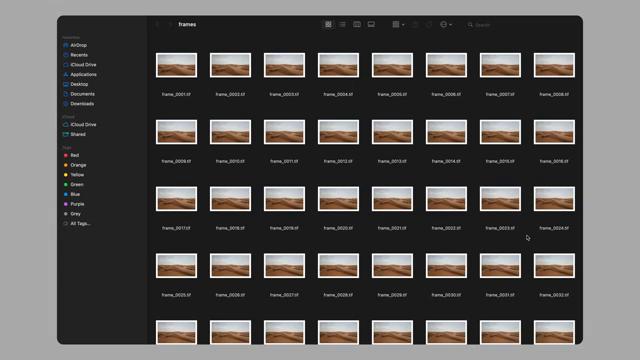 frames
Search
Favourites
AirDrop
Recents
iCloud Drive
Applications
Desktop
Documents
Downloads
iCloud
iCloud Drive
Shared
Tags
Red
Orange
Yellow
Green
Blue
Purple
Grey
All Tags...
frame_0001.tif frame_0002.tif frame_0003.tif frame_0004.tif frame_0005.tif frame_0006.tif frame_0007.tif frame_0008.tif
frame_0009.tif frame_0010.tif frame_0011.tif frame_0012.tif frame_0013.tif frame_0014.tif frame_0015.tif frame_0016.tif
frame_0017.tif frame_0018.tif frame_0019.tif frame_0020.tif frame_0021.tif frame_0022.tif frame_0023.tif frame_0024.tif
frame_0025.tif frame_0026.tif frame_0027.tif frame_0028.tif frame_0029.tif frame_0030.tif frame_0031.tif frame_0032.tif